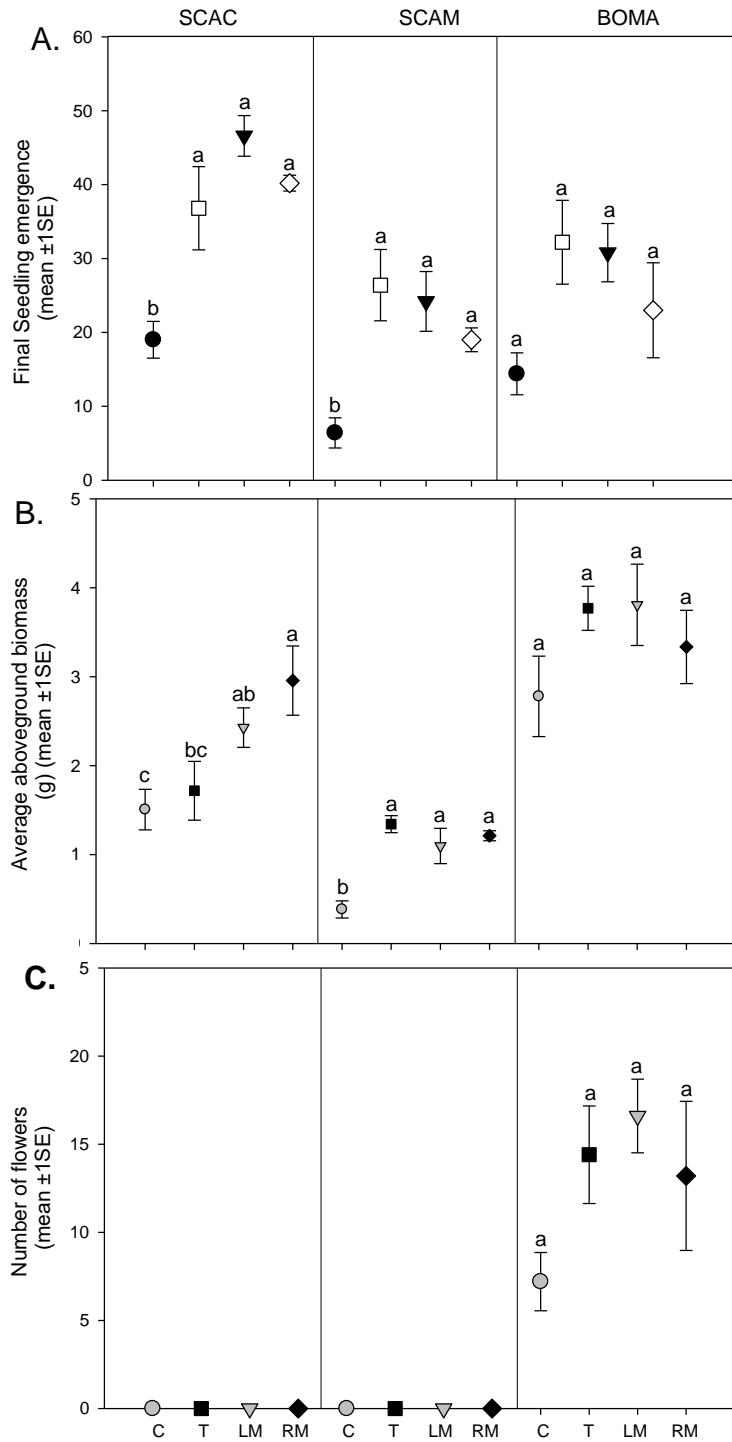 SCAC SCAM BOMA
A.
60
50
40
30
20
10
0
Final Seedling emergence
(mean ±1SE)
a
a
a
b
a
a
a
b
a
a
a
a
B.
5
4
3
2
1
Average aboveground biomass
(g) (mean ±1SE)
c
bc
ab
a
b
a
a
a
a
a
a
a
C.
5
20
15
10
5
0
Number of flowers
(mean ±1SE)
a
a
a
a
C T LM RM C T LM RM C T LM RM